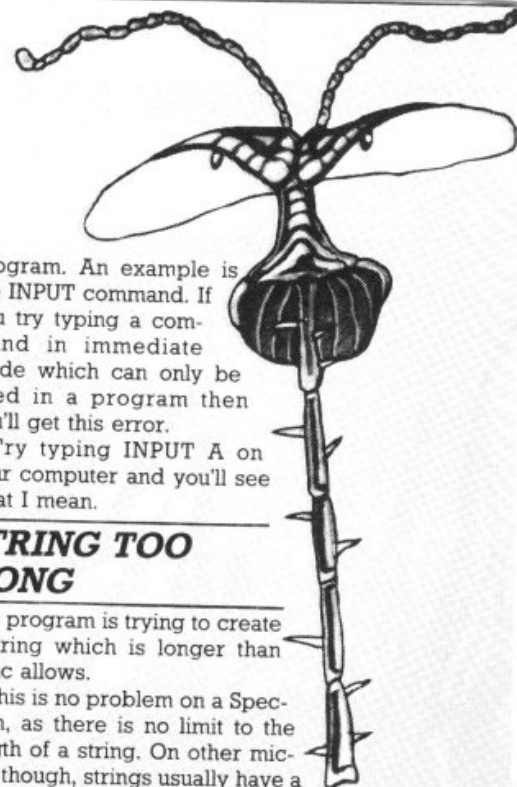 ogram. An example is
INPUT command. If
u try typing a com-
nd in immediate
de which can only be
ed in a program then
u'll get this error.
Try typing INPUT A on
ur computer and you'll see
at I mean.
TRING TOO
ONG
program is trying to create
ring which is longer than
ic allows.
his is no problem on a Spec-
m, as there is no limit to the
gth of a string. On other mic-
though, strings usually have a